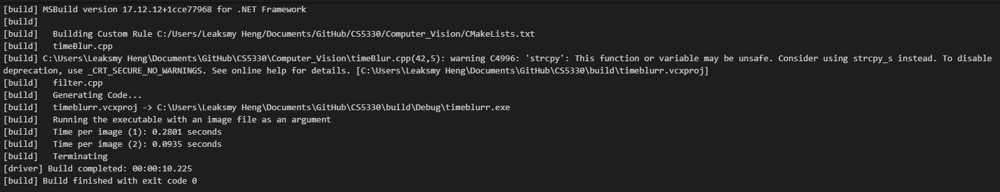 [build] MSBuild version 17.12.12+1cce77968 for .NET Framework
[build]
[build]   Building Custom Rule C:/Users/Leaksmy Heng/Documents/GitHub/CS5330/Computer_Vision/CMakeLists.txt
[build]   timeBlur.cpp
[build] C:\Users\Leaksmy Heng\Documents\GitHub\CS5330\Computer_Vision\timeBlur.cpp(42,5): warning C4996: 'strcpy': This function or variable may be unsafe. Consider using strcpy_s instead. To disable
deprecation, use _CRT_SECURE_NO_WARNINGS. See online help for details. [C:\Users\Leaksmy Heng\Documents\GitHub\CS5330\build\timeblurr.vcxproj]
[build]   filter.cpp
[build]   Generating Code...
[build]   timeblurr.vcxproj -> C:\Users\Leaksmy Heng\Documents\GitHub\CS5330\build\Debug\timeblurr.exe
[build]   Running the executable with an image file as an argument
[build]   Time per image (1): 0.2801 seconds
[build]   Time per image (2): 0.0935 seconds
[build]   Terminating
[driver] Build completed: 00:00:10.225
[build] Build finished with exit code 0